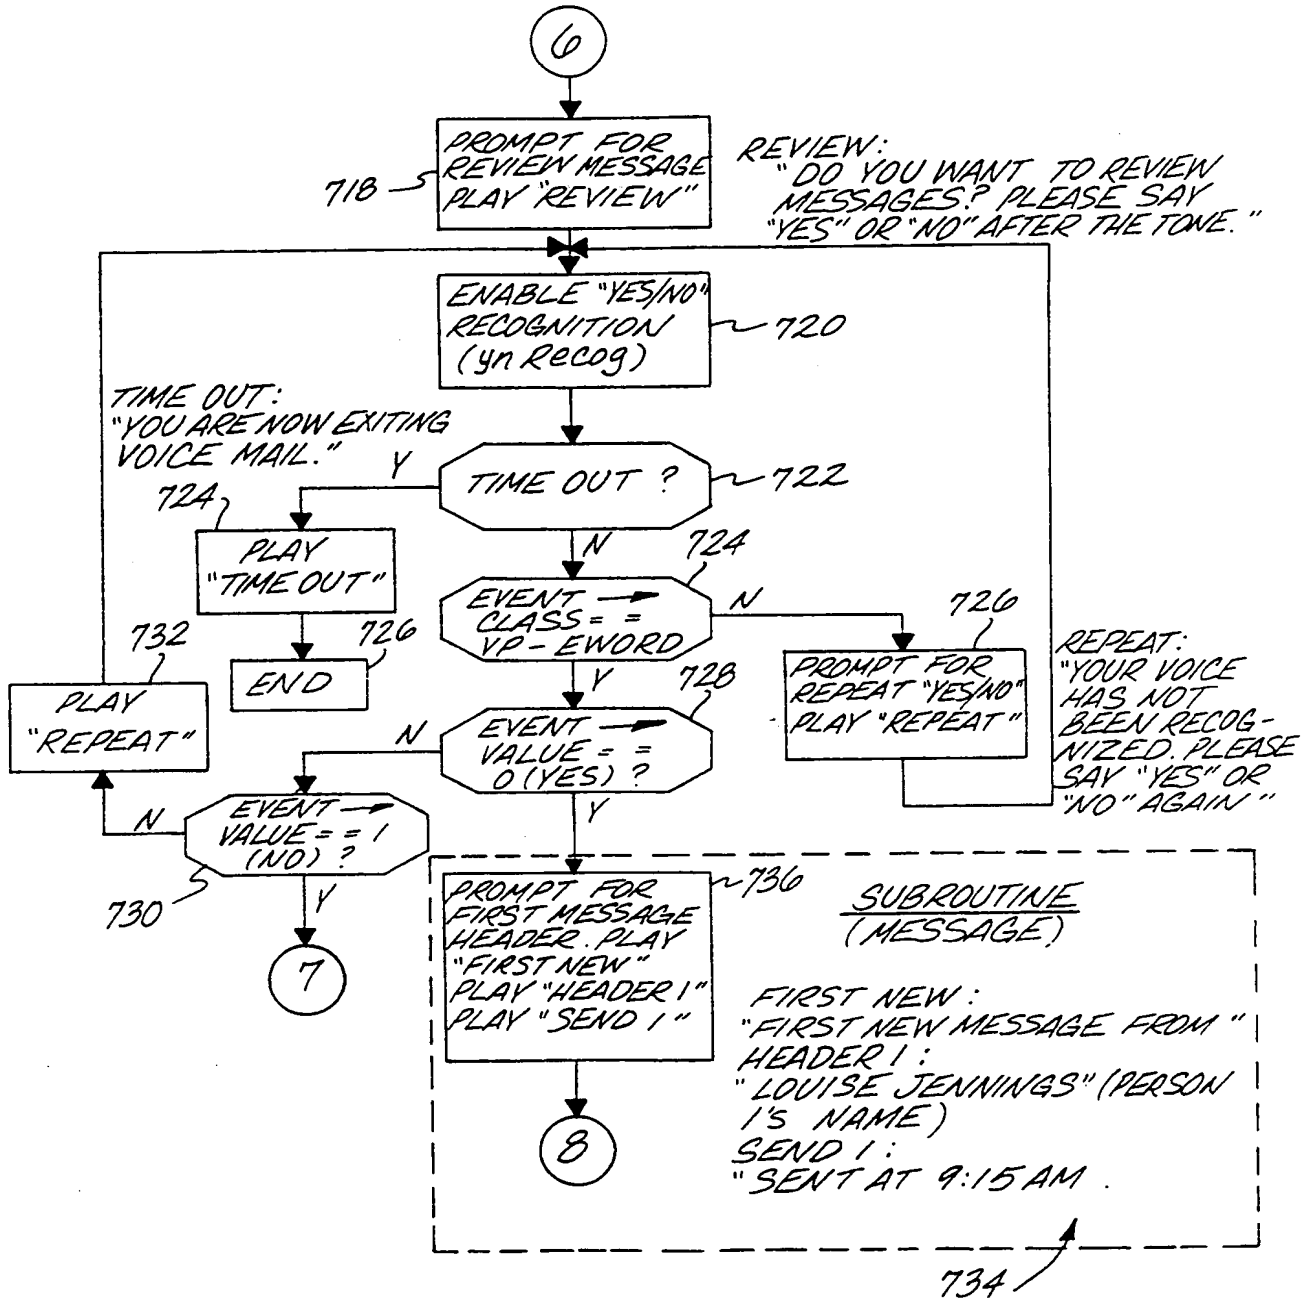 6
PROMPT FOR
REVIEW MESSAGE
PLAY "REVIEW"
718
REVIEW:
"DO YOU WANT TO REVIEW
MESSAGES? PLEASE SAY
"YES" OR "NO" AFTER THE TONE."
ENABLE "YES/NO"
RECOGNITION
(yn Recog)
720
TIME OUT:
"YOU ARE NOW EXITING
VOICE MAIL."
Y
TIME OUT ?
722
724
PLAY
"TIME OUT"
N
724
EVENT →
CLASS = =
VP - EWORD
N
726
PROMPT FOR
REPEAT "YES/NO"
PLAY "REPEAT"
REPEAT:
"YOUR VOICE
HAS NOT
BEEN RECOG-
NIZED. PLEASE
SAY "YES" OR
"NO" AGAIN"
726
END
732
PLAY
"REPEAT"
Y
728
EVENT →
VALUE = =
0 (YES) ?
N
Y
EVENT →
VALUE = = 1
(NO) ?
N
730
Y
7
736
PROMPT FOR
FIRST MESSAGE
HEADER. PLAY
"FIRST NEW"
PLAY "HEADER 1"
PLAY "SEND 1"
8
SUBROUTINE
(MESSAGE)
FIRST NEW:
"FIRST NEW MESSAGE FROM"
HEADER 1:
"LOUISE JENNINGS" (PERSON
1'S NAME)
SEND 1:
"SENT AT 9:15 AM.
734